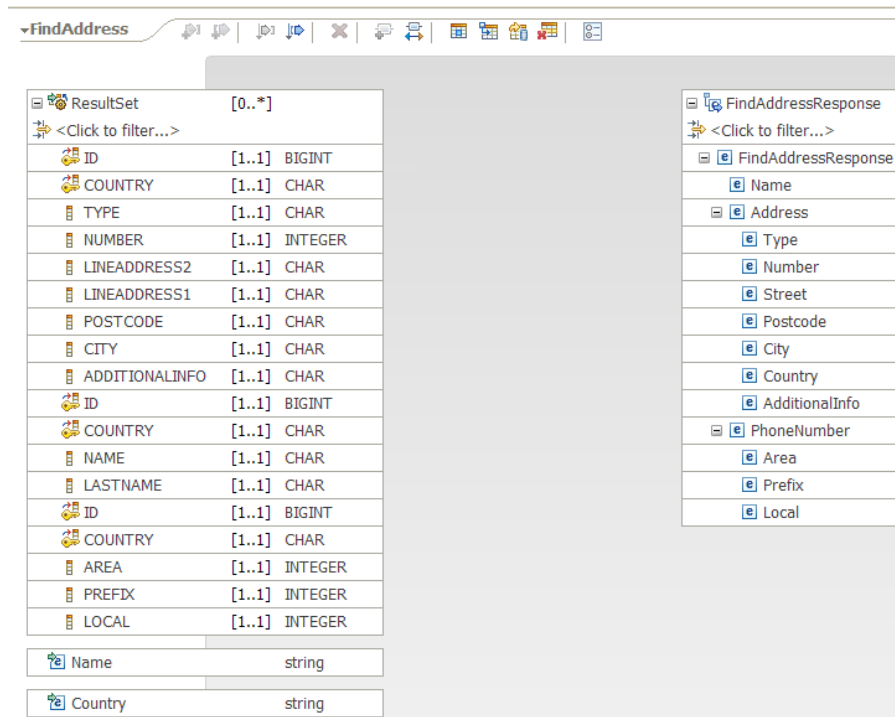 FindAddress
ResultSet [0..*]
<Click to filter...>
ID [1..1] BIGINT
COUNTRY [1..1] CHAR
TYPE [1..1] CHAR
NUMBER [1..1] INTEGER
LINEADDRESS2 [1..1] CHAR
LINEADDRESS1 [1..1] CHAR
POSTCODE [1..1] CHAR
CITY [1..1] CHAR
ADDITIONALINFO [1..1] CHAR
ID [1..1] BIGINT
COUNTRY [1..1] CHAR
NAME [1..1] CHAR
LASTNAME [1..1] CHAR
ID [1..1] BIGINT
COUNTRY [1..1] CHAR
AREA [1..1] INTEGER
PREFIX [1..1] INTEGER
LOCAL [1..1] INTEGER
Name string
Country string
FindAddressResponse
<Click to filter...>
FindAddressResponse
Name
Address
Type
Number
Street
Postcode
City
Country
AdditionalInfo
PhoneNumber
Area
Prefix
Local